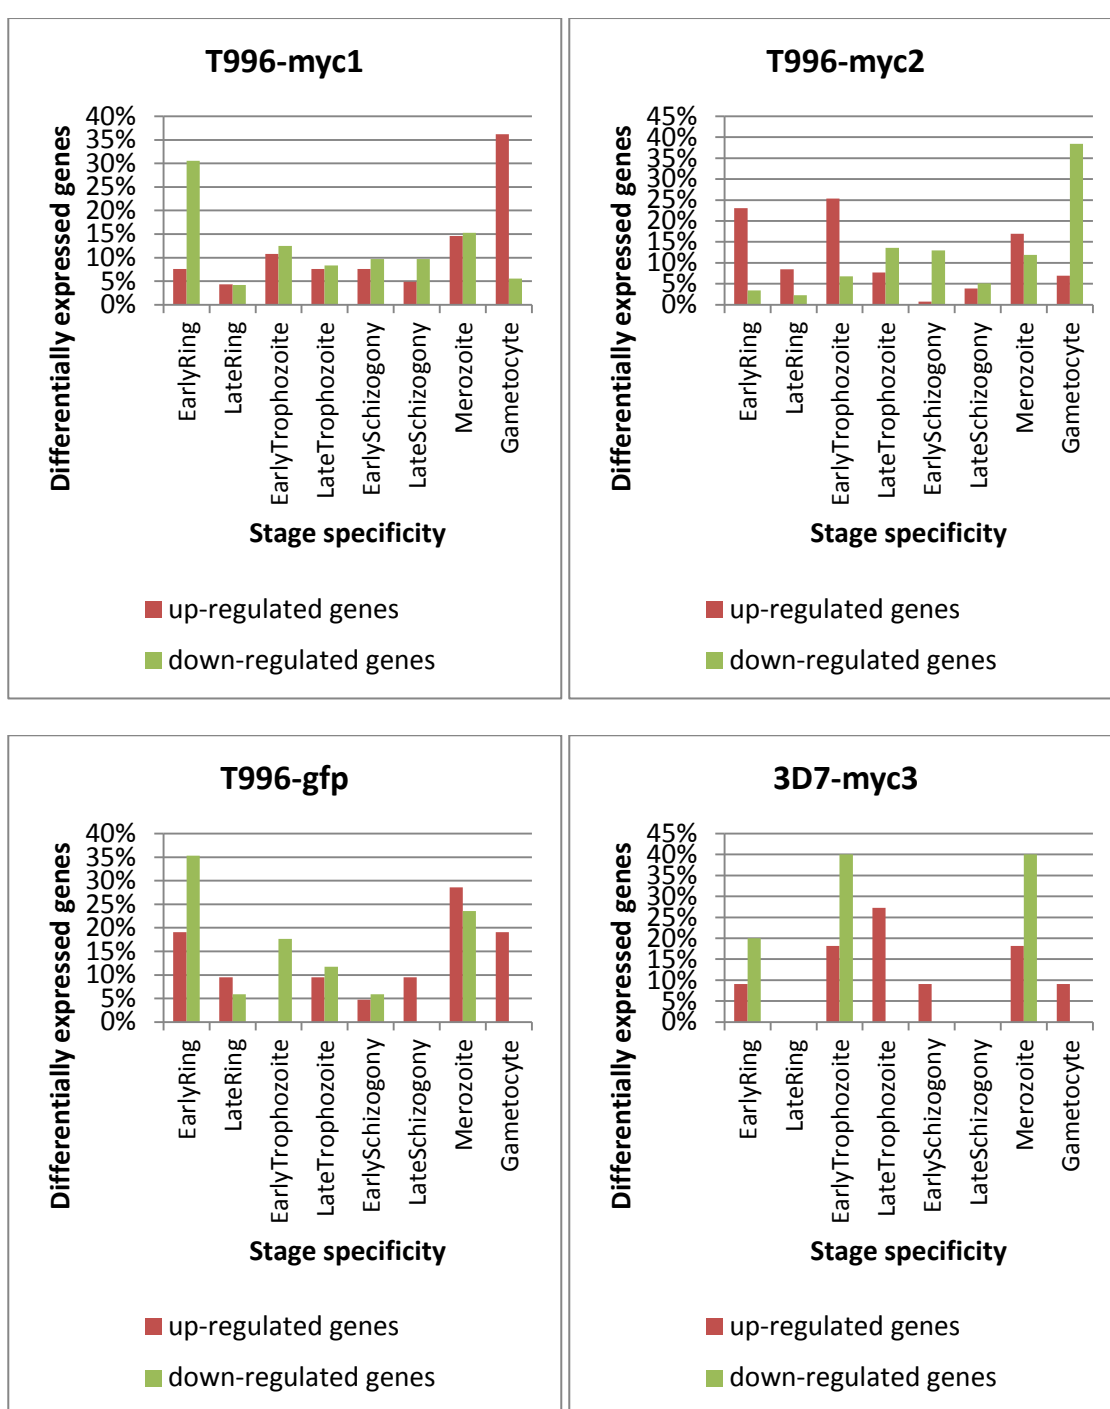 T996-myc1
Differentially expressed genes
40%
35%
30%
25%
20%
15%
10%
5%
0%
EarlyRing
LateRing
EarlyTrophozoite
LateTrophozoite
EarlySchizogony
LateSchizogony
Merozoite
Gametocyte
Stage specificity
up-regulated genes
down-regulated genes
T996-myc2
Differentially expressed genes
45%
40%
35%
30%
25%
20%
15%
10%
5%
0%
EarlyRing
LateRing
EarlyTrophozoite
LateTrophozoite
EarlySchizogony
LateSchizogony
Merozoite
Gametocyte
Stage specificity
up-regulated genes
down-regulated genes
T996-gfp
Differentially expressed genes
40%
35%
30%
25%
20%
15%
10%
5%
0%
EarlyRing
LateRing
EarlyTrophozoite
LateTrophozoite
EarlySchizogony
LateSchizogony
Merozoite
Gametocyte
Stage specificity
up-regulated genes
down-regulated genes
3D7-myc3
Differentially expressed genes
45%
40%
35%
30%
25%
20%
15%
10%
5%
0%
EarlyRing
LateRing
EarlyTrophozoite
LateTrophozoite
EarlySchizogony
LateSchizogony
Merozoite
Gametocyte
Stage specificity
up-regulated genes
down-regulated genes